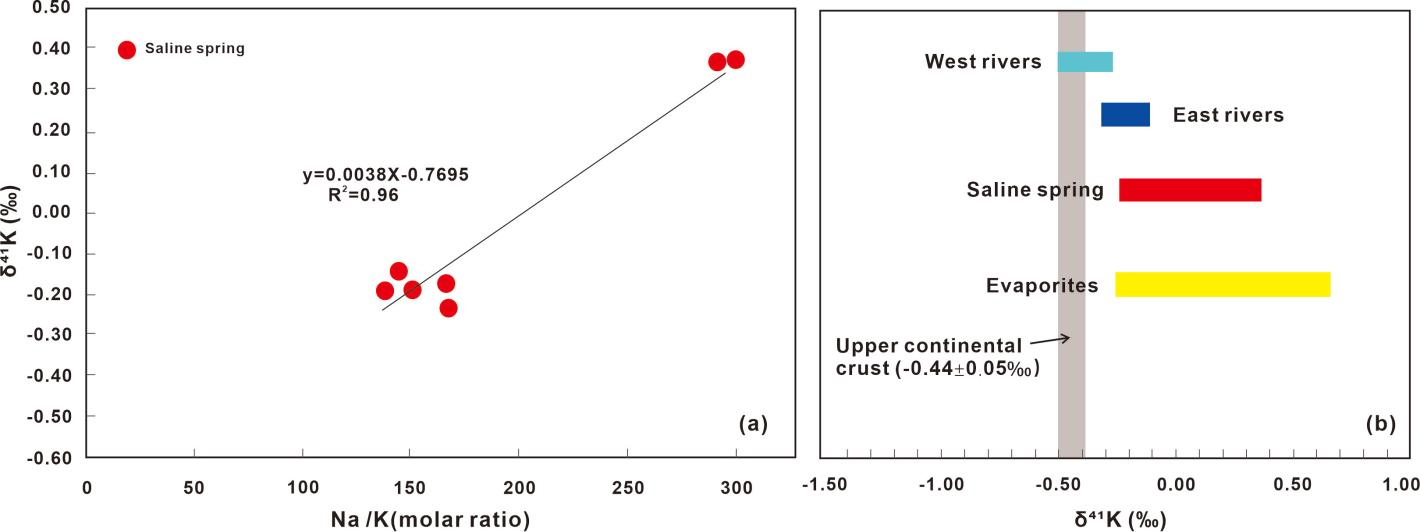 0.50
0.40
0.30
0.20
0.10
0.00
-0.10
-0.20
-0.30
-0.40
-0.50
-0.60
δ⁴¹K (‰)
Saline spring
y=0.0038X-0.7695
R²=0.96
(a)
0 50 100 150 200 250 300
Na /K(molar ratio)
West rivers
East rivers
Saline spring
Evaporites
Upper continental
crust (-0.44±0.05‰)
(b)
-1.50 -1.00 -0.50 0.00 0.50 1.00
δ⁴¹K (‰)